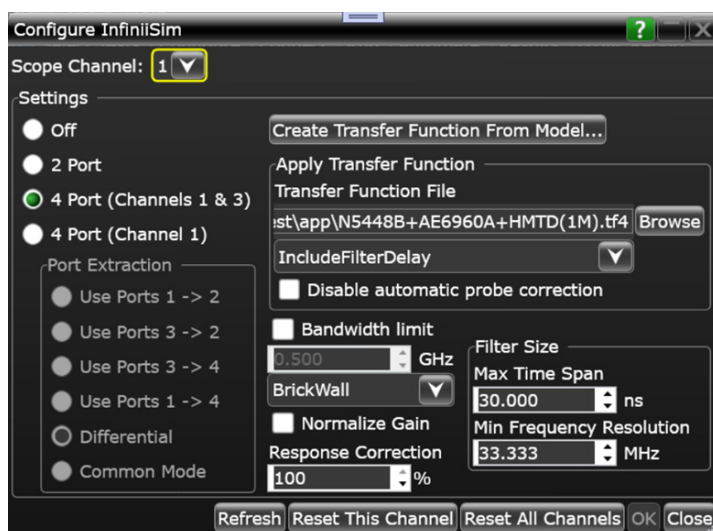 Configure InfiniiSim
?
Scope Channel: 1
Settings
Off
2 Port
4 Port (Channels 1 & 3)
4 Port (Channel 1)
Port Extraction
Use Ports 1 -> 2
Use Ports 3 -> 2
Use Ports 3 -> 4
Use Ports 1 -> 4
Differential
Common Mode
Create Transfer Function From Model...
Apply Transfer Function
Transfer Function File
st\app\N5448B+AE6960A+HMTD(1M).tf4 Browse
IncludeFilterDelay
Disable automatic probe correction
Bandwidth limit
0.500 GHz
BrickWall
Normalize Gain
Response Correction
100 %
Filter Size
Max Time Span
30.000 ns
Min Frequency Resolution
33.333 MHz
Refresh Reset This Channel Reset All Channels OK Close